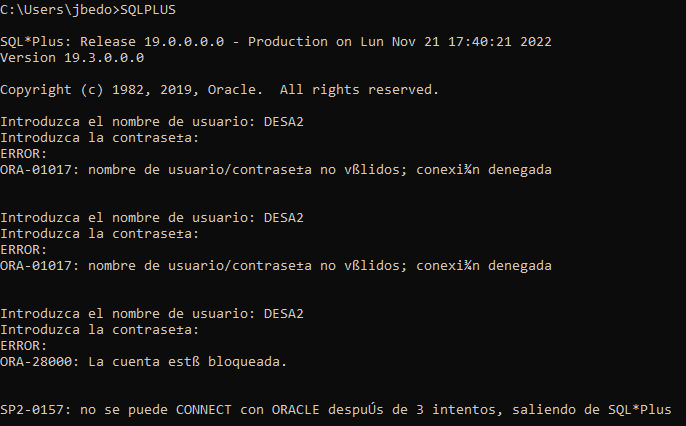 C:\Users\jbedo>SQLPLUS
SQL*Plus: Release 19.0.0.0.0 - Production on Lun Nov 21 17:40:21 2022
Version 19.3.0.0.0
Copyright (c) 1982, 2019, Oracle.  All rights reserved.
Introduzca el nombre de usuario: DESA2
Introduzca la contrase±a:
ERROR:
ORA-01017: nombre de usuario/contrase±a no vßlidos; conexi¾n denegada
Introduzca el nombre de usuario: DESA2
Introduzca la contrase±a:
ERROR:
ORA-01017: nombre de usuario/contrase±a no vßlidos; conexi¾n denegada
Introduzca el nombre de usuario: DESA2
Introduzca la contrase±a:
ERROR:
ORA-28000: La cuenta estß bloqueada.
SP2-0157: no se puede CONNECT con ORACLE despuÚs de 3 intentos, saliendo de SQL*Plus